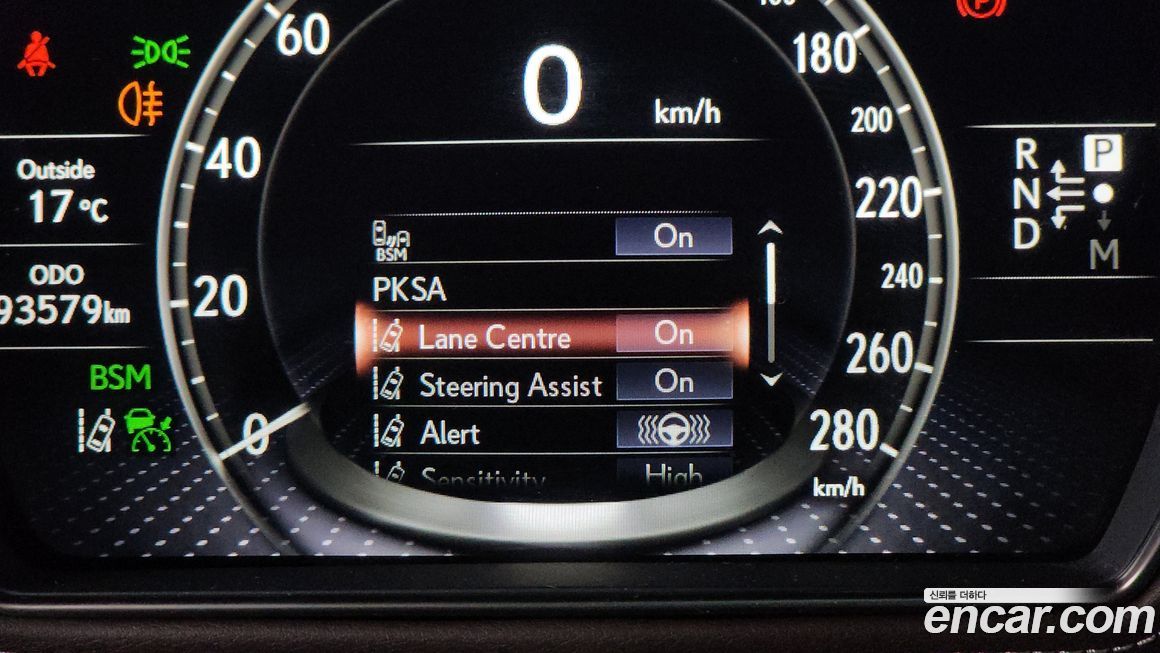 60
0
km/h
180
200
40
220
240
20
260
0
280
km/h
Outside
17 °C
ODO
93579km
BSM
R
N
D
P
M
BSM On
PKSA
Lane Centre On
Steering Assist On
Alert
Sensitivity High
신뢰를 더하다
encar.com